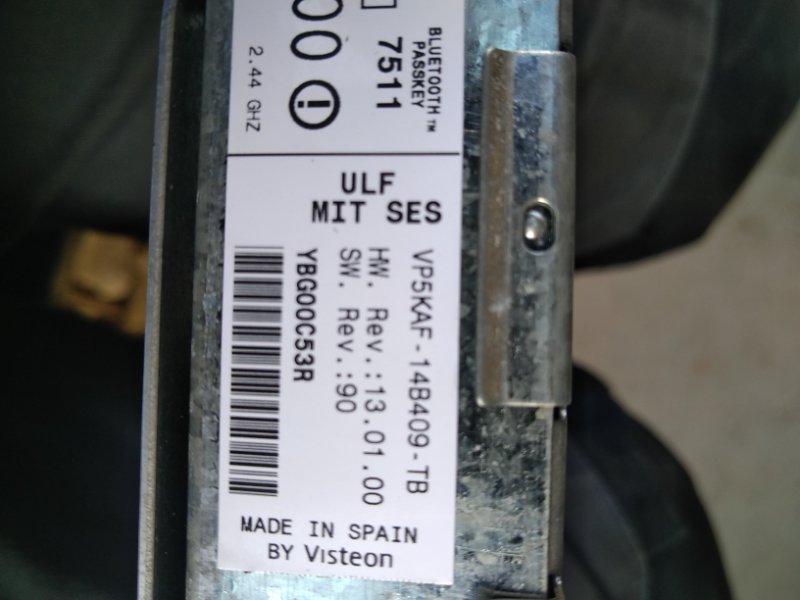 00
2.44 GHZ
BLUETOOTH™
PASSKEY
7511
ULF
MIT SES
VP5KAF-14B409-TB
HW. Rev.:13.01.00
SW. Rev.:90
YBG00C53R
MADE IN SPAIN
BY Visteon